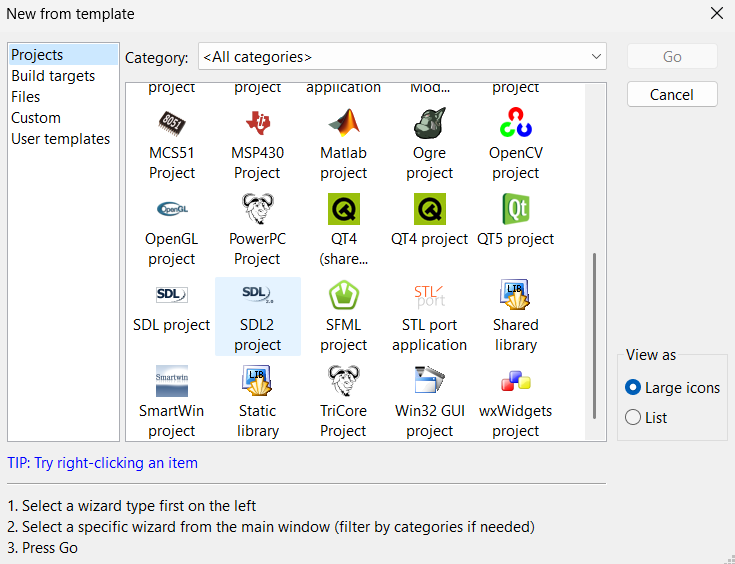 New from template
Projects
Build targets
Files
Custom
User templates
Category: <All categories>
Go
Cancel
project project application Mod... project
8051
MCS51 Project
MSP430 Project
Matlab project
Ogre project
OpenCV project
OpenGL
OpenGL project
PowerPC Project
QT4 (share...
QT4 project
Qt
QT5 project
SDL
SDL project
SDL
SDL2 project
SFML project
STL port
STL port application
LIB
Shared library
Smartwin
SmartWin project
LIB
Static library
TriCore Project
Win32 GUI project
wxWidgets project
View as
Large icons
List
TIP: Try right-clicking an item
1. Select a wizard type first on the left
2. Select a specific wizard from the main window (filter by categories if needed)
3. Press Go